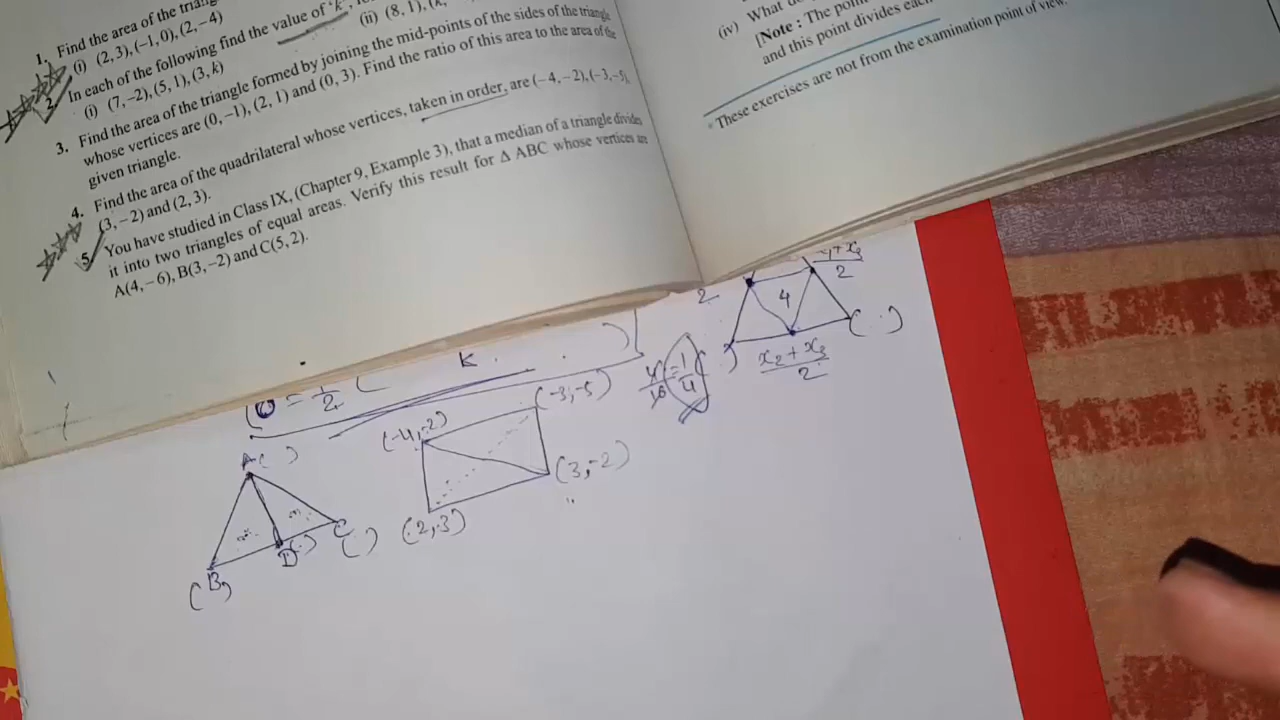 1. Find the area of the
(i) (2, 3), (–1, 0), (2, –4)
2. In each of the following find the value of 'k',
(i) (7, –2), (5, 1), (3, k)
(ii) (8, 1), (k,
3. Find the area of the triangle formed by joining the mid-points of the sides of the triangle
whose vertices are (0, –1), (2, 1) and (0, 3). Find the ratio of this area to the area of the
given triangle.
4. Find the area of the quadrilateral whose vertices, taken in order, are (–4, –2), (–3, –5),
(3, –2) and (2, 3).
5. You have studied in Class IX, (Chapter 9, Example 3), that a median of a triangle divides
it into two triangles of equal areas. Verify this result for Δ ABC whose vertices are
A(4, –6), B(3, –2) and C(5, 2).
(iv) What do
[Note : The
and this point divides
* These exercises are not from the examination point of view.
= 1/2 (
K
)
A( )
B
D( )
C
( )
(-4,-2)
(-3,-5)
(3,-2)
(2,3)
= 1/4
2
4
2
( )
x2 + x3
2